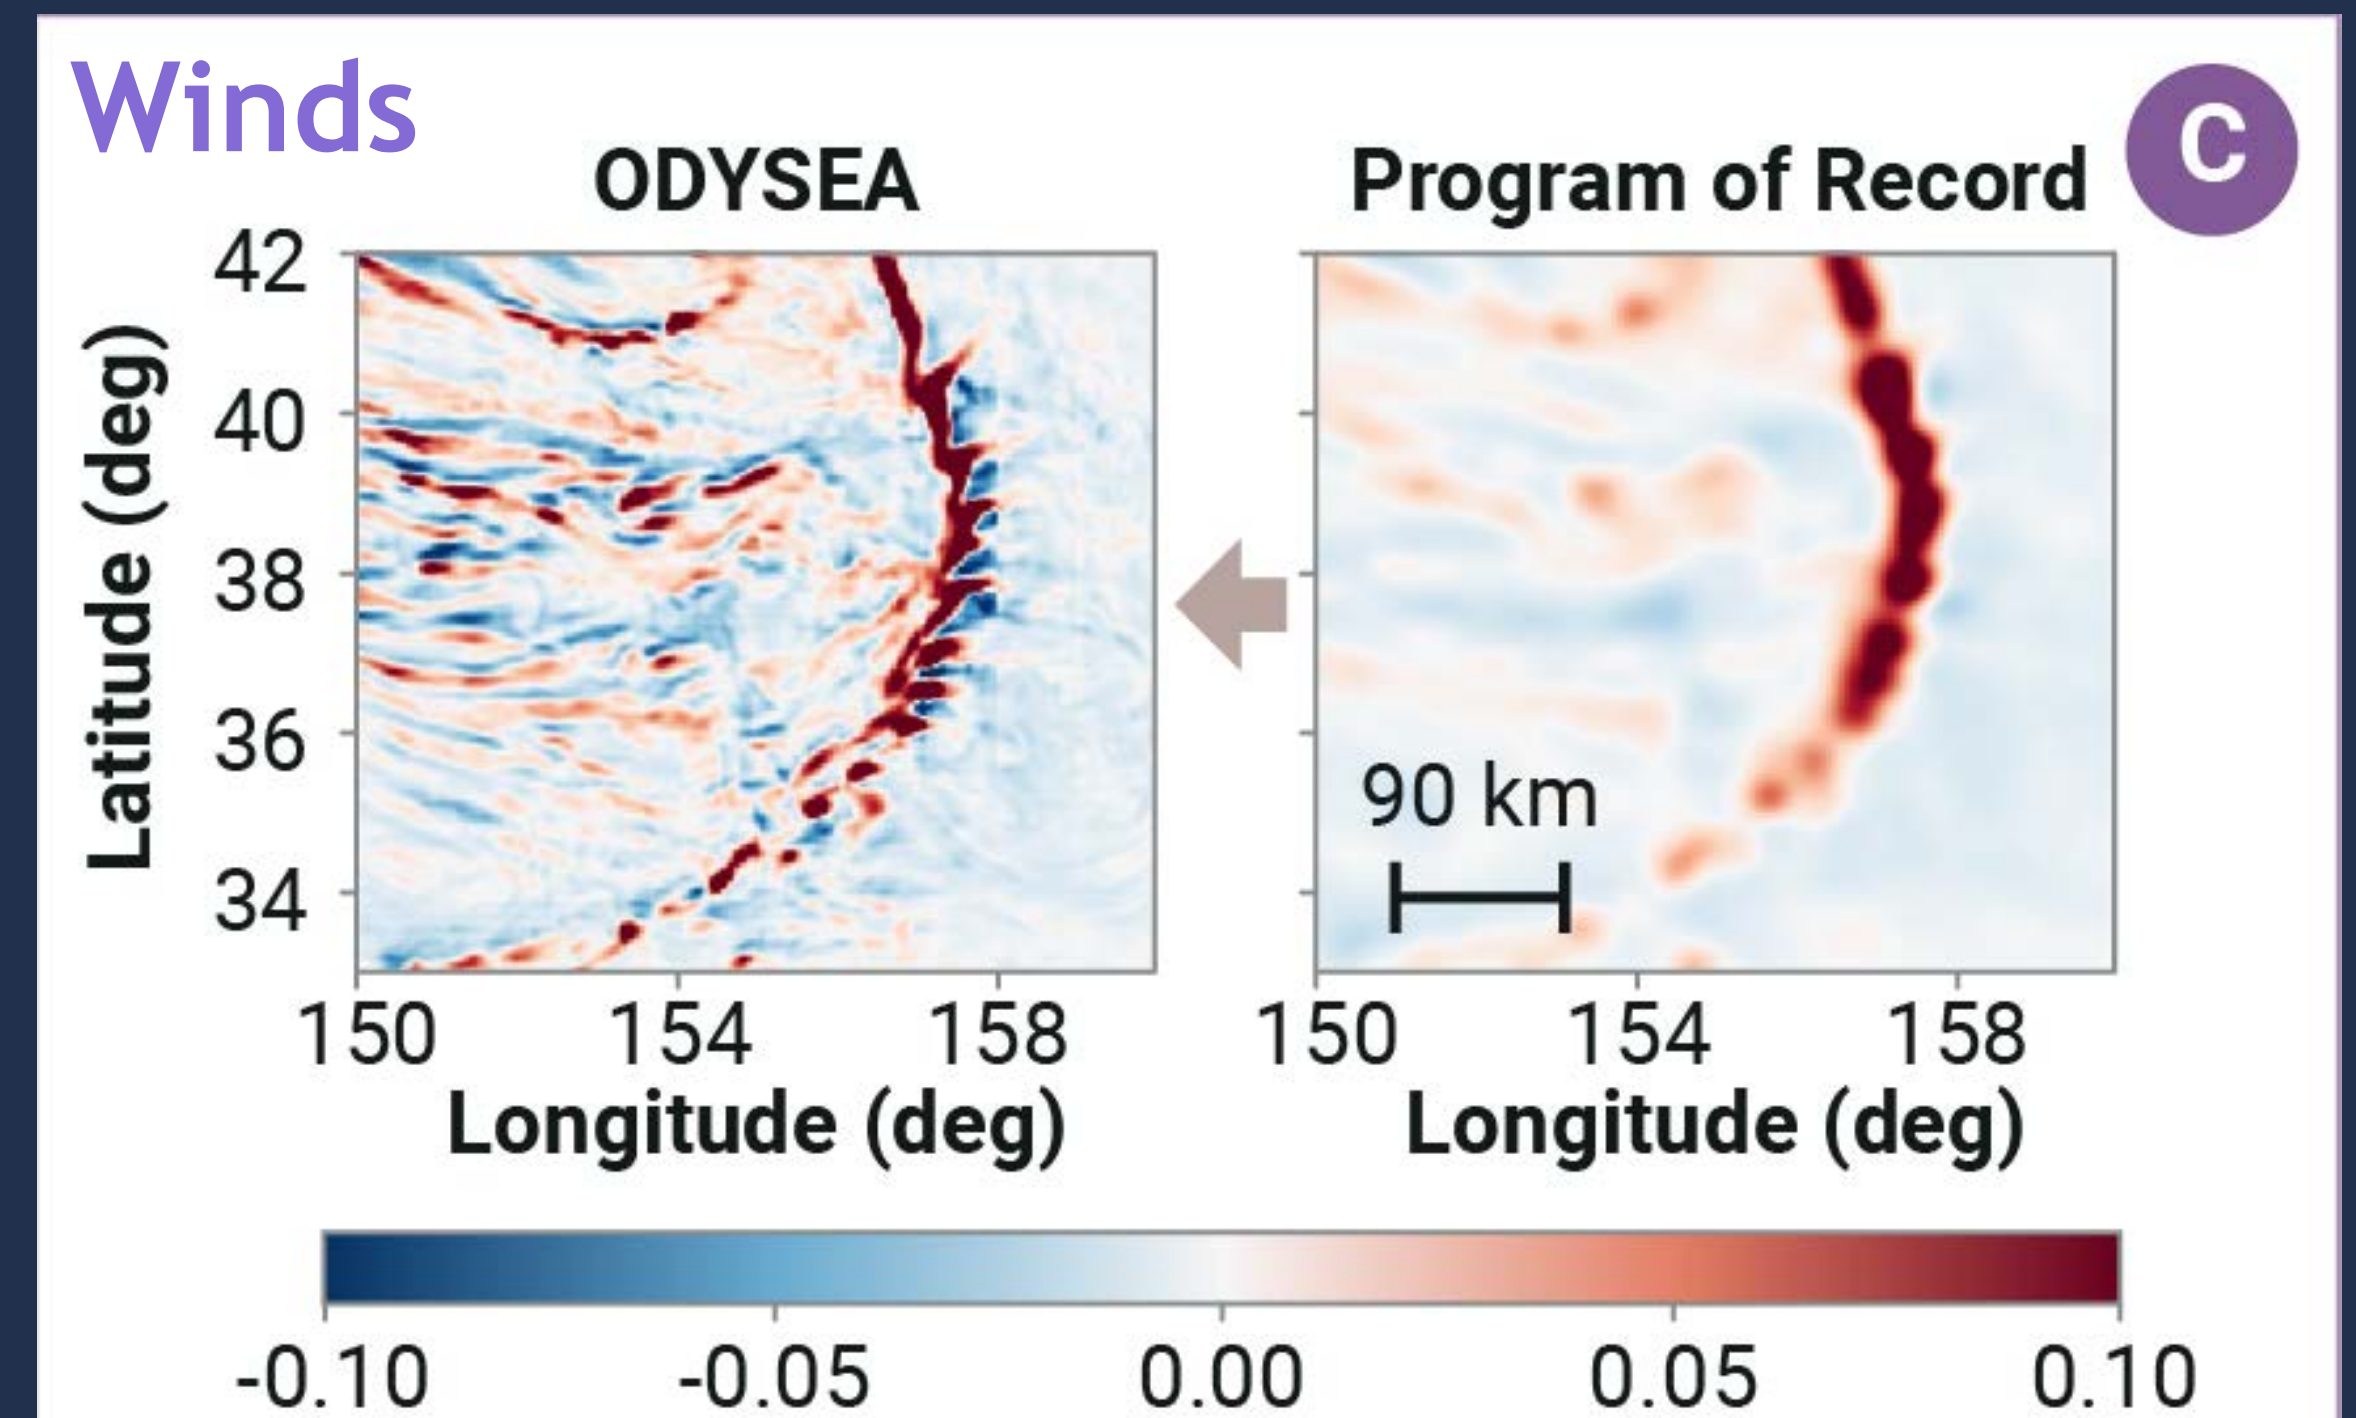 Winds
C
ODYSEA
Program of Record
42
40
38
36
34
Latitude (deg)
90 km
150 154 158
150 154 158
Longitude (deg)
Longitude (deg)
-0.10 -0.05 0.00 0.05 0.10